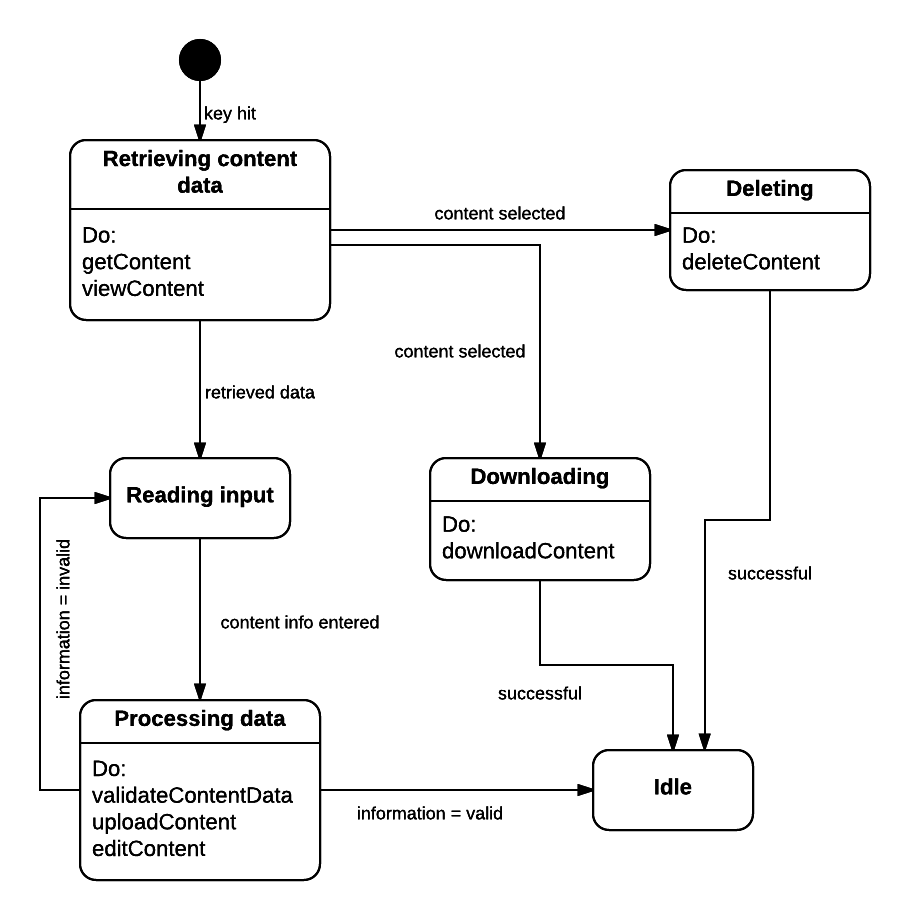 key hit
Retrieving content
data
Do:
getContent
viewContent
content selected
Deleting
Do:
deleteContent
content selected
retrieved data
Reading input
Downloading
Do:
downloadContent
information = invalid
successful
content info entered
successful
Processing data
Do:
validateContentData
uploadContent
editContent
information = valid
Idle